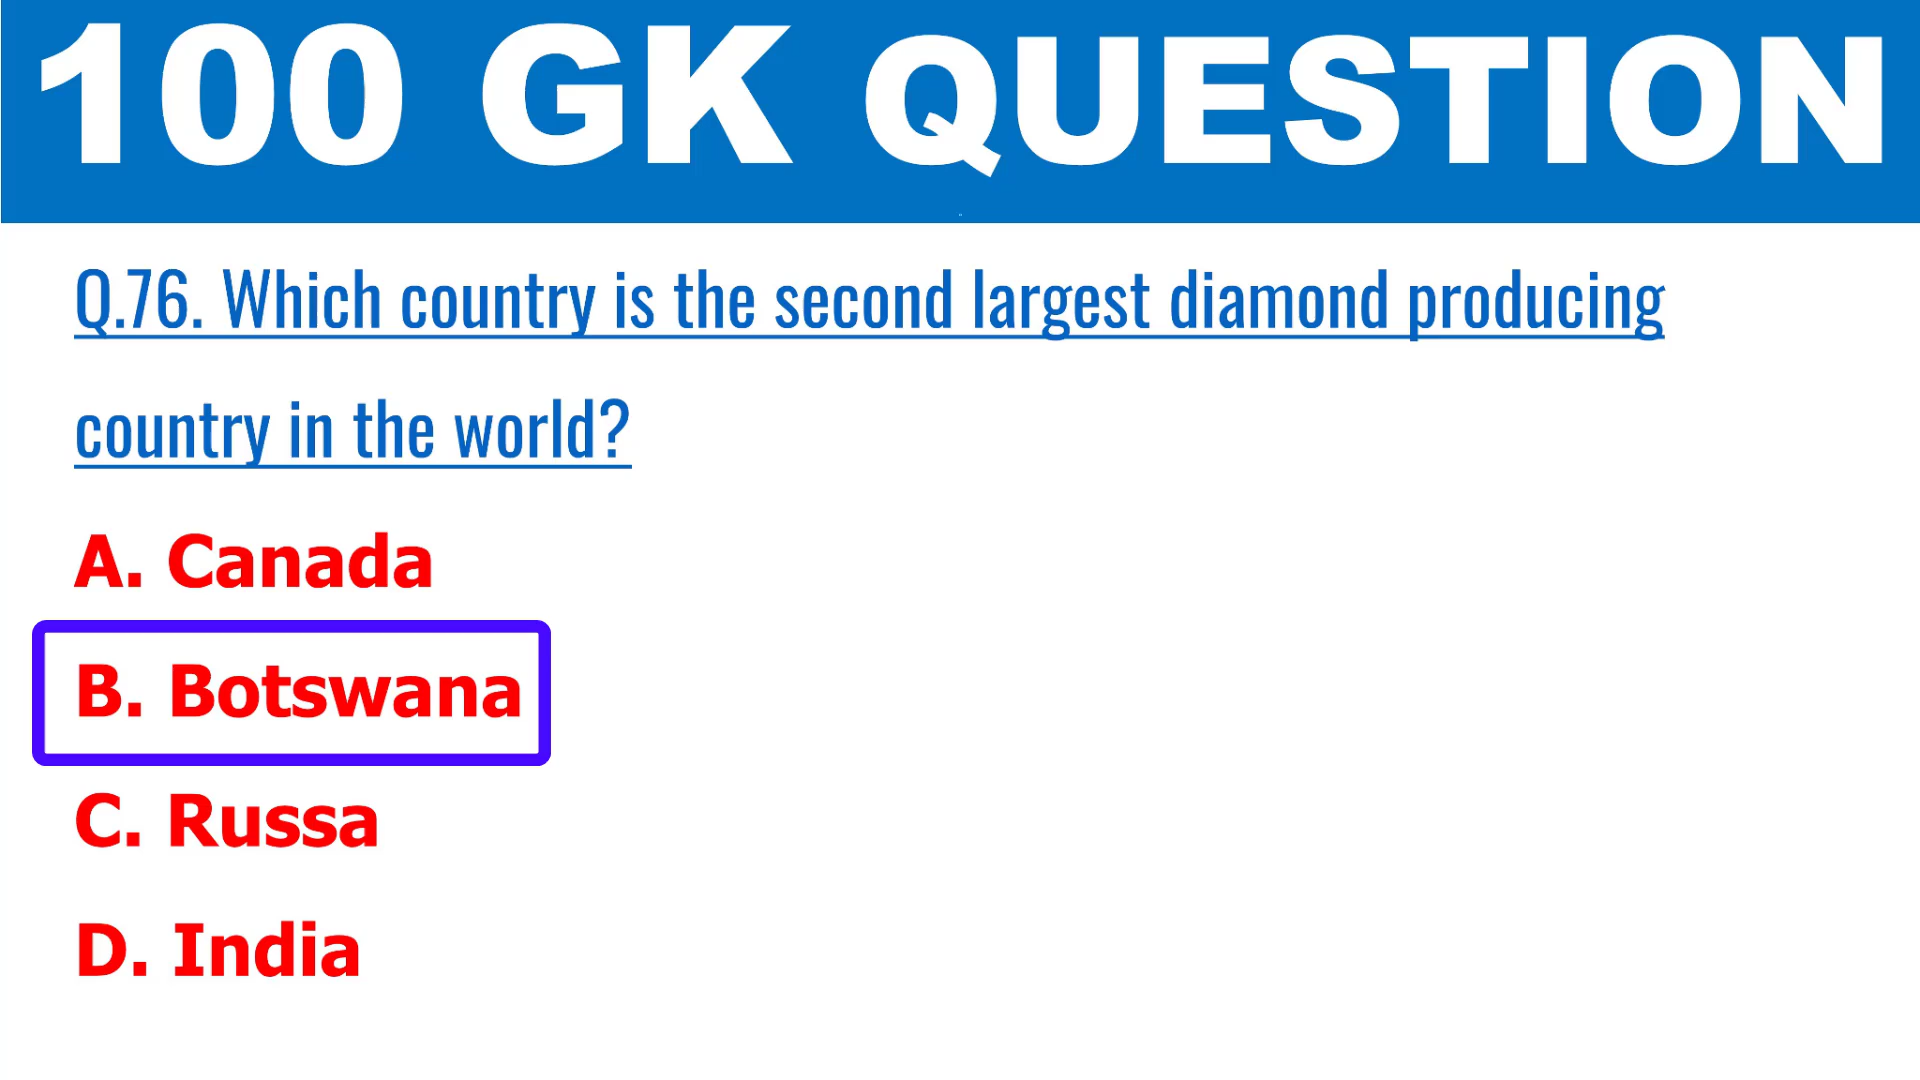 100 GK QUESTION
Q.76. Which country is the second largest diamond producing
country in the world?
A. Canada
B. Botswana
C. Russa
D. India